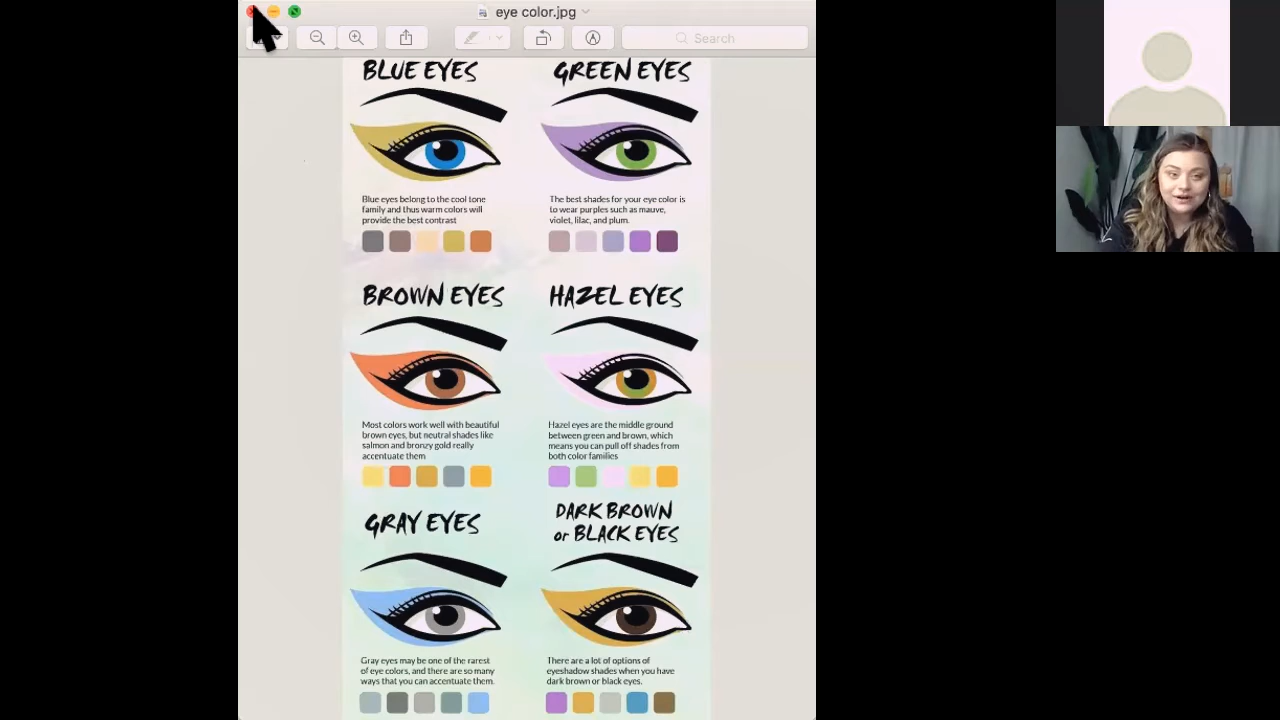 eye color.jpg
Search
BLUE EYES
Blue eyes belong to the cool tone
family and thus warm colors will
provide the best contrast
GREEN EYES
The best shades for your eye color is
to wear purples such as mauve,
violet, lilac, and plum.
BROWN EYES
Most colors work well with beautiful
brown eyes, but neutral shades like
salmon and bronzy gold really
accentuate them
HAZEL EYES
Hazel eyes are the middle ground
between green and brown, which
means you can pull off shades from
both color families
GRAY EYES
Gray eyes may be one of the rarest
of eye colors, and there are so many
ways that you can accentuate them.
DARK BROWN
or BLACK EYES
There are a lot of options of
eyeshadow shades when you have
dark brown or black eyes.